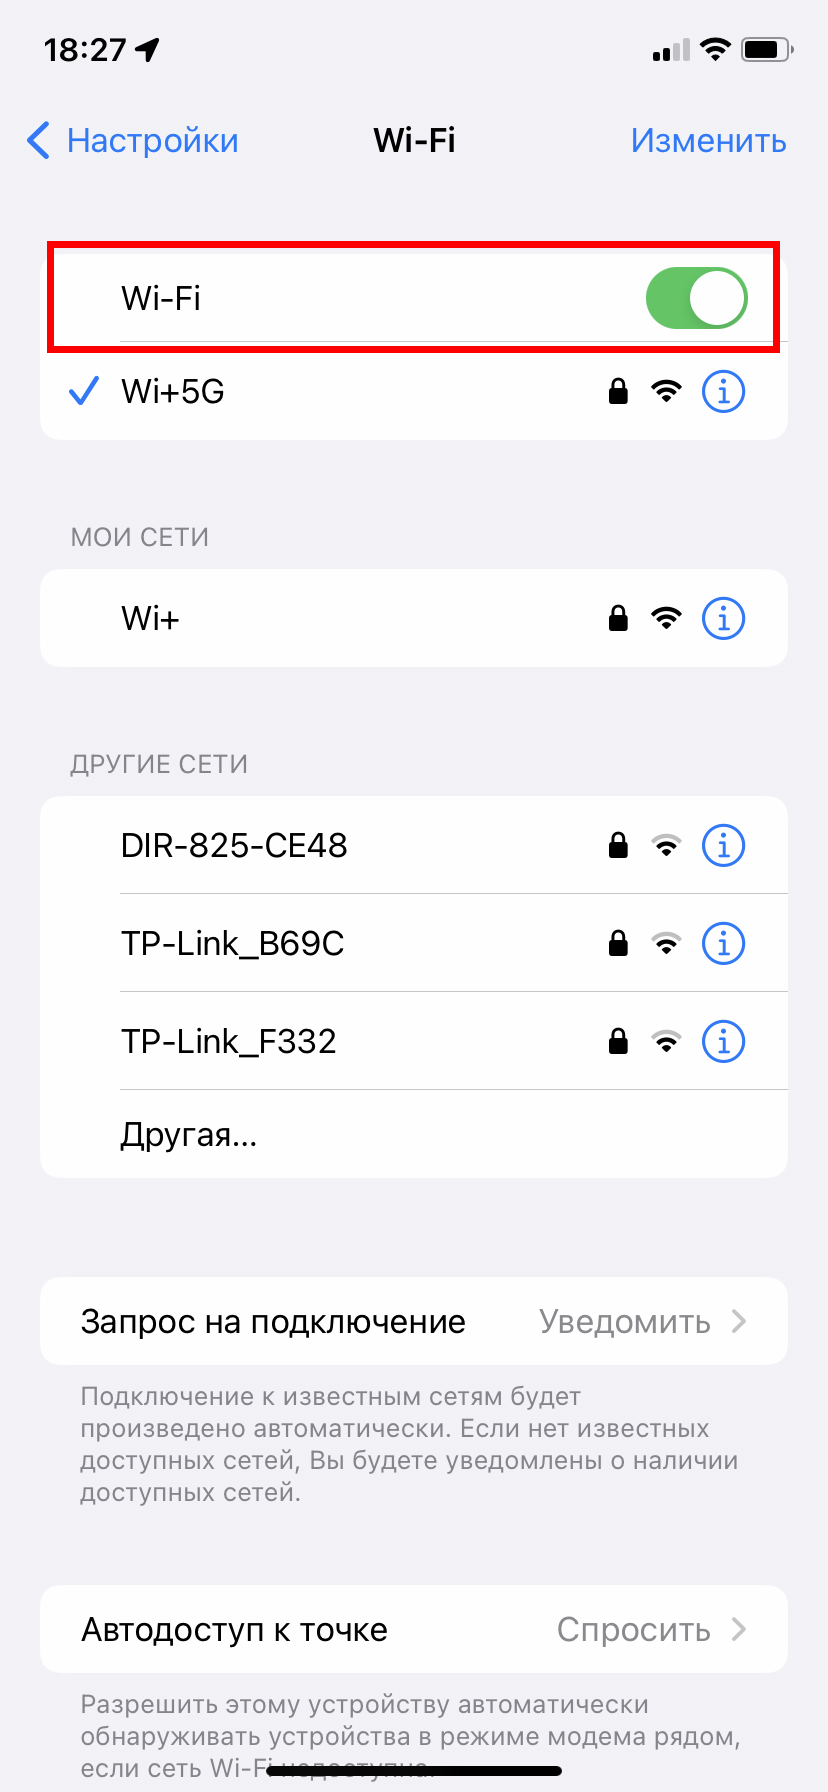 18:27
Настройки Wi-Fi Изменить
Wi-Fi
Wi+5G
МОИ СЕТИ
Wi+
ДРУГИЕ СЕТИ
DIR-825-CE48
TP-Link_B69C
TP-Link_F332
Другая...
Запрос на подключение Уведомить
Подключение к известным сетям будет
произведено автоматически. Если нет известных
доступных сетей, Вы будете уведомлены о наличии
доступных сетей.
Автодоступ к точке Спросить
Разрешить этому устройству автоматически
обнаруживать устройства в режиме модема рядом,
если сеть Wi-Fi недоступна.